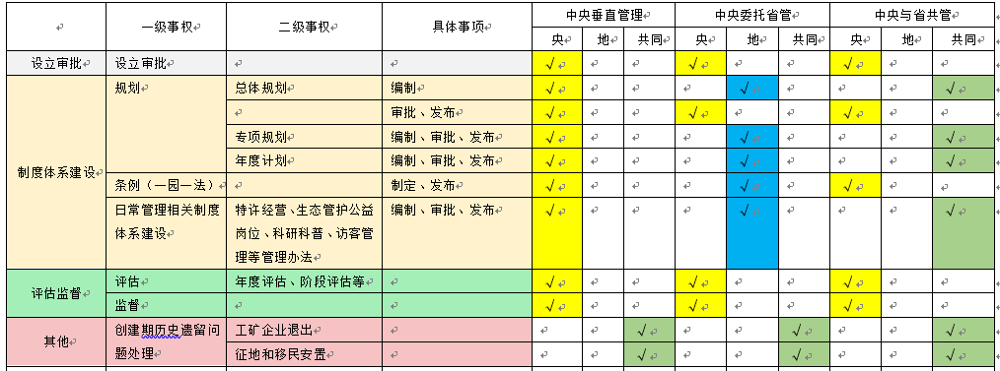 一级事权 二级事权 具体事项 中央垂直管理 中央委托省管 中央与省共管
央 地 共同 央 地 共同 央 地 共同
设立审批 设立审批 √ √ √
制度体系建设 规划 总体规划 编制 √ √ √
审批、发布 √ √ √
专项规划 编制、审批、发布 √ √ √
年度计划 编制、审批、发布 √ √ √
条例（一园一法） 制定、发布 √ √ √
日常管理相关制度 特许经营、生态管护公益 编制、审批、发布 √ √ √
体系建设 岗位、科研科普、访客管
理等管理办法
评估监督 评估 年度评估、阶段评估等 √ √ √
监督 √ √ √
其他 创建期历史遗留问 工矿企业退出 √ √ √
题处理 征地和移民安置 √ √ √